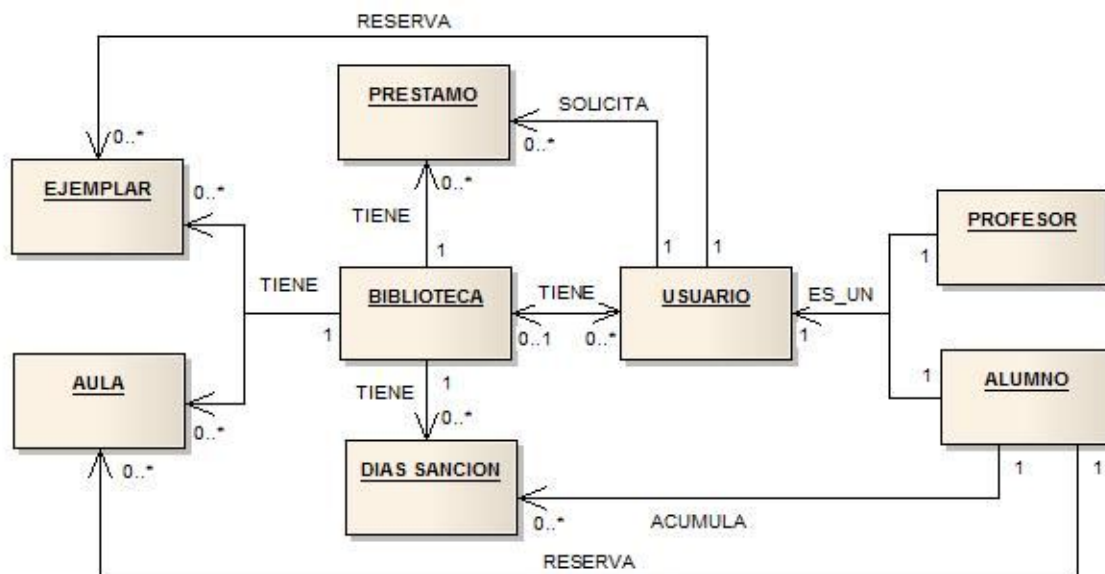 RESERVA
PRESTAMO
SOLICITA
0..*
0..*
EJEMPLAR
0..*
0..*
TIENE
PROFESOR
1
1
1
1
TIENE
BIBLIOTECA
TIENE
USUARIO
ES_UN
1
0..1
0..*
1
AULA
1
1
ALUMNO
TIENE
0..*
0..*
0..*
DIAS SANCION
1
1
0..*
ACUMULA
RESERVA